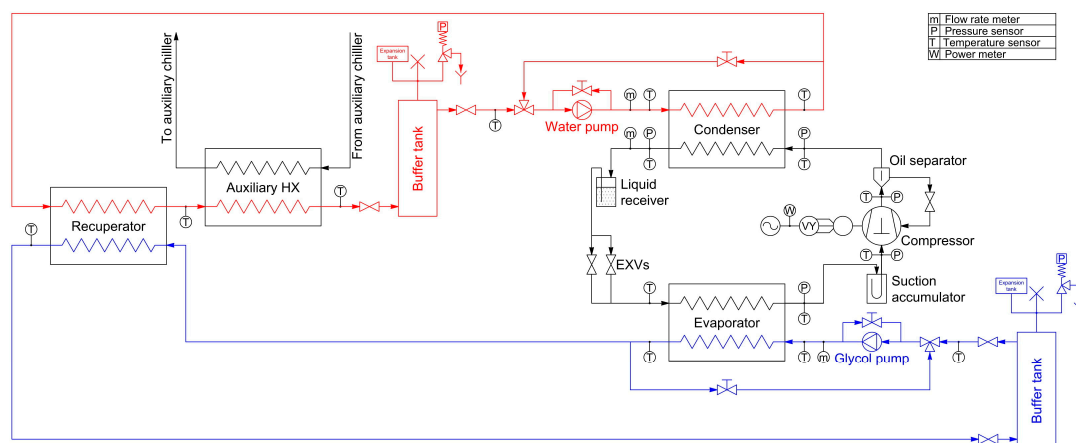 m Flow rate meter
P Pressure sensor
T Temperature sensor
W Power meter
To auxiliary chilller
From auxiliary chilller
Expansion
tank
P
Buffer tank
T
Water pump
m
T
T
Condenser
m
P
T
P
T
Auxiliary HX
T
T
Recuperator
T
Liquid
receiver
Oil separator
T
P
W
VY
Compressor
T
P
EXVs
Suction
accumulator
T
P
T
Evaporator
T
T
m
Glycol pump
T
Expansion
tank
P
Buffer tank